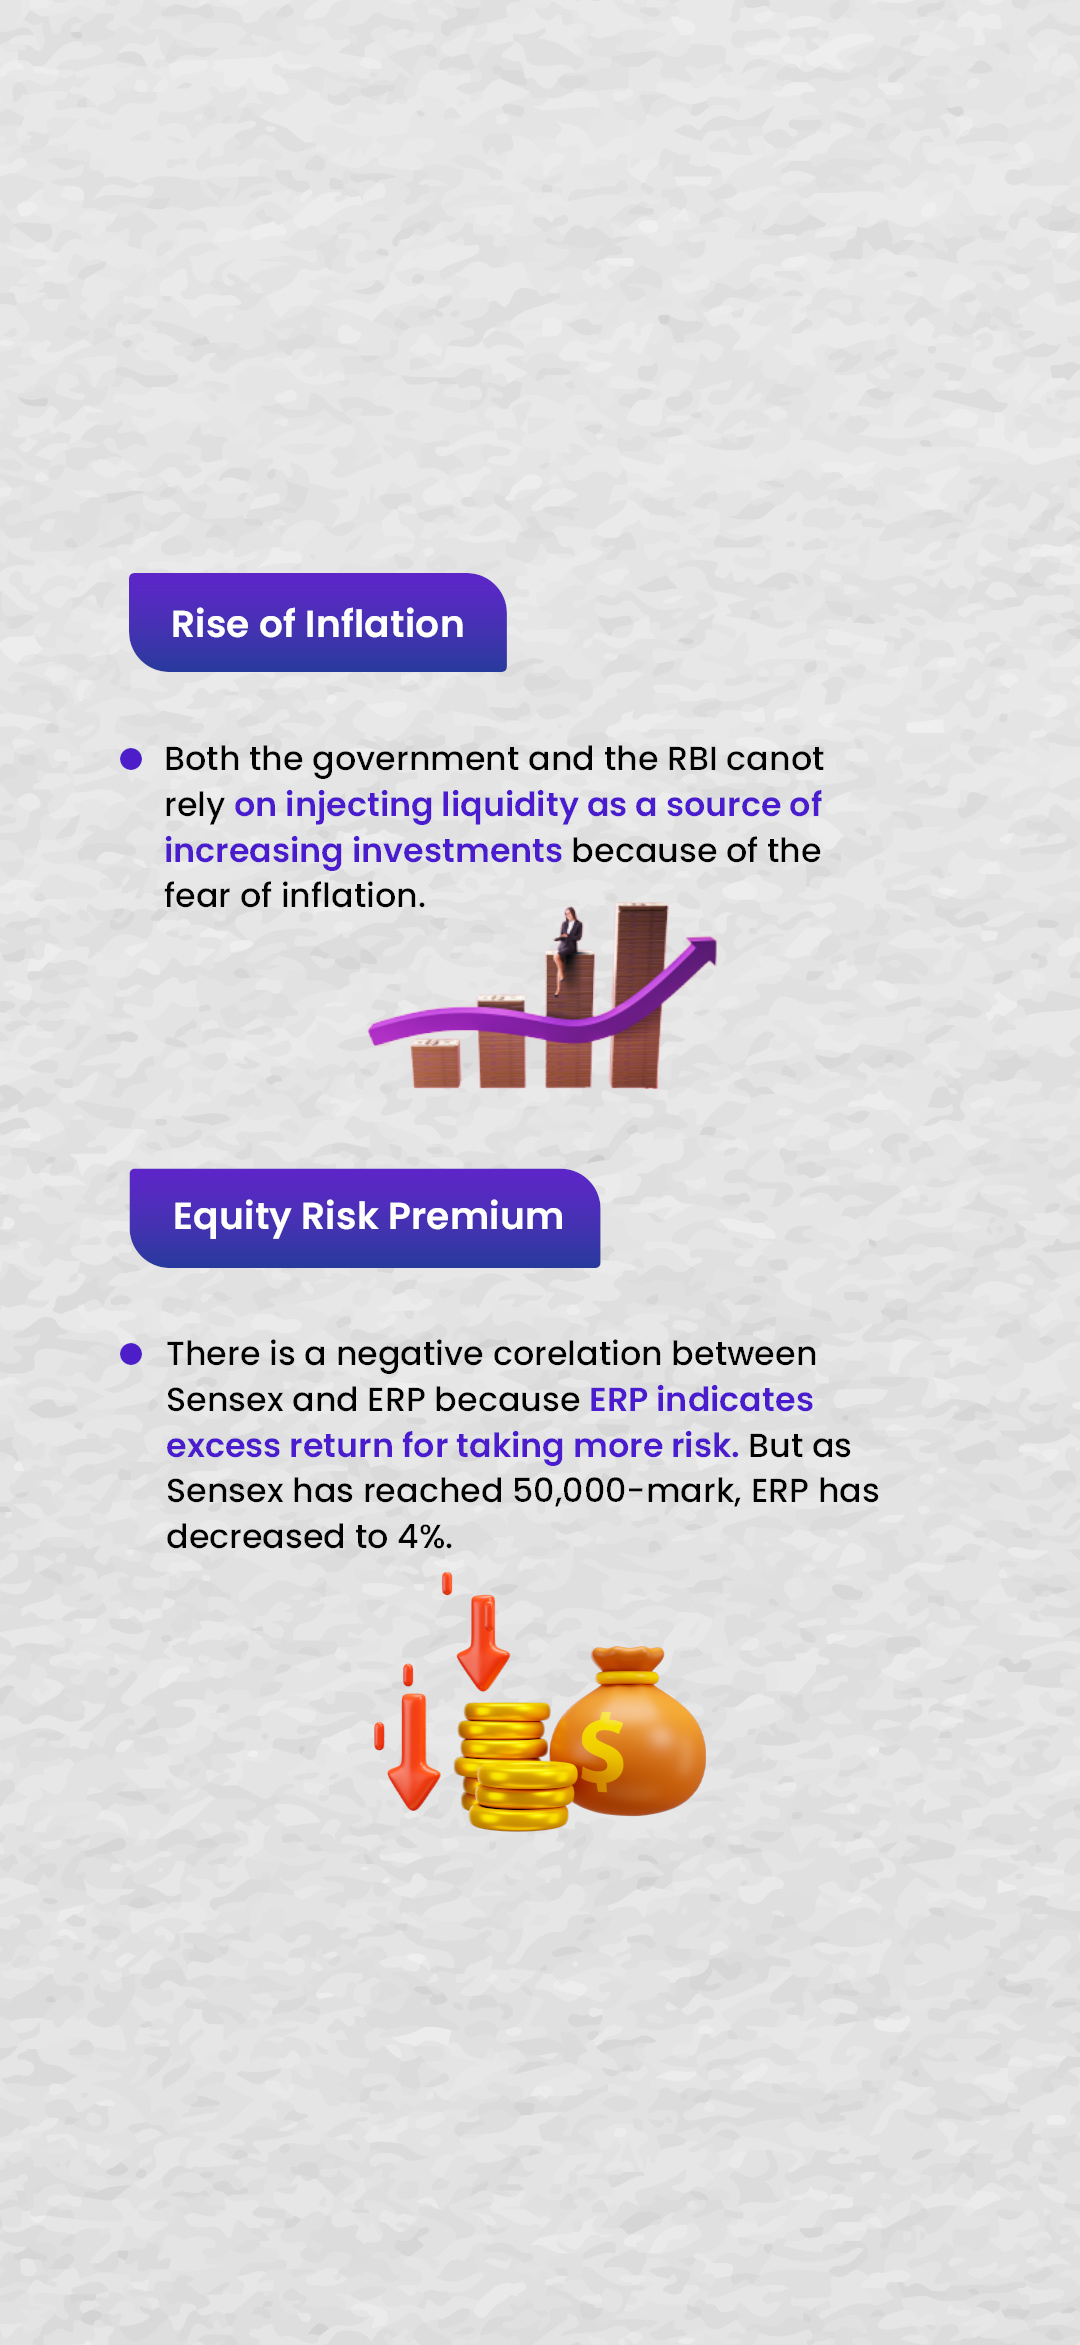 Rise of Inflation
Both the government and the RBI canot
rely on injecting liquidity as a source of
increasing investments because of the
fear of inflation.
Equity Risk Premium
There is a negative corelation between
Sensex and ERP because ERP indicates
excess return for taking more risk. But as
Sensex has reached 50,000-mark, ERP has
decreased to 4%.
$